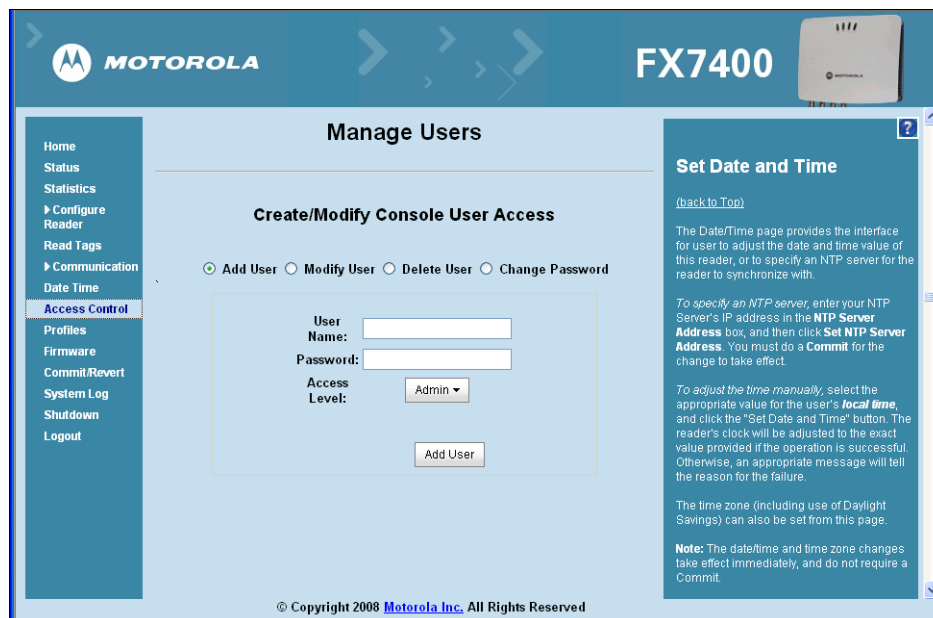 MOTOROLA
FX7400
MOTOROLA
Home
Status
Statistics
Configure
Reader
Read Tags
Communication
Date Time
Access Control
Profiles
Firmware
Commit/Revert
System Log
Shutdown
Logout
Manage Users
Create/Modify Console User Access
Add User Modify User Delete User Change Password
User
Name:
Password:
Access
Level:
Admin
Add User
?
Set Date and Time
(back to Top)
The Date/Time page provides the interface
for user to adjust the date and time value of
this reader, or to specify an NTP server for the
reader to synchronize with.
To specify an NTP server, enter your NTP
Server's IP address in the NTP Server
Address box, and then click Set NTP Server
Address. You must do a Commit for the
change to take effect.
To adjust the time manually, select the
appropriate value for the user's local time,
and click the "Set Date and Time" button. The
reader's clock will be adjusted to the exact
value provided if the operation is successful.
Otherwise, an appropriate message will tell
the reason for the failure.
The time zone (including use of Daylight
Savings) can also be set from this page.
Note: The date/time and time zone changes
take effect immediately, and do not require a
Commit.
© Copyright 2008 Motorola Inc. All Rights Reserved